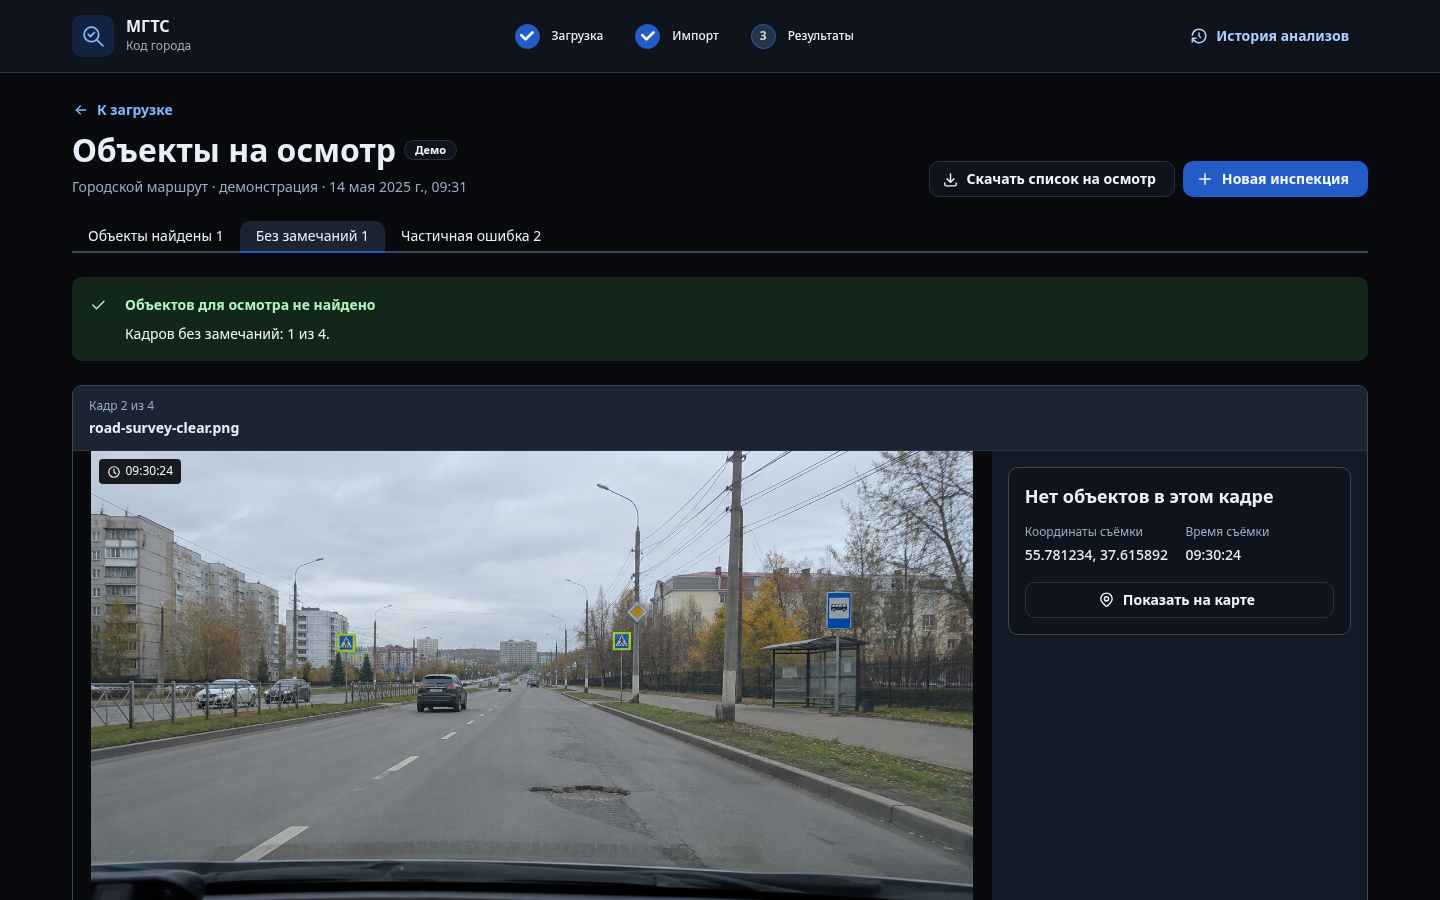 МГТС
Код города
Загрузка
Импорт
3 Результаты
История анализов
К загрузке
Объекты на осмотр Демо
Городской маршрут · демонстрация · 14 мая 2025 г., 09:31
Скачать список на осмотр
Новая инспекция
Объекты найдены 1
Без замечаний 1
Частичная ошибка 2
Объектов для осмотра не найдено
Кадров без замечаний: 1 из 4.
Кадр 2 из 4
road-survey-clear.png
09:30:24
Нет объектов в этом кадре
Координаты съёмки
Время съёмки
55.781234, 37.615892
09:30:24
Показать на карте